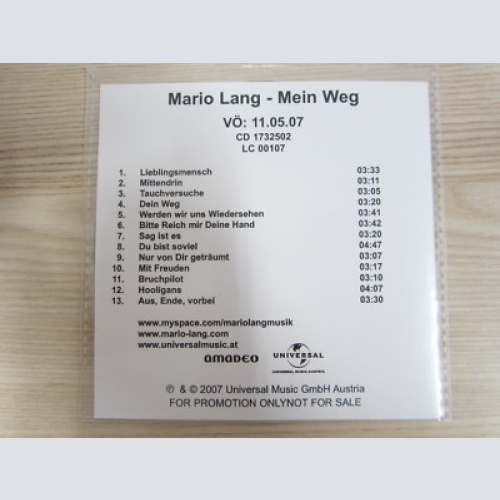 Mario Lang - Mein Weg
VÖ: 11.05.07
CD 1732502
LC 00107
1. Lieblingsmensch 03:33
2. Mittendrin 03:11
3. Tauchversuche 03:05
4. Dein Weg 03:20
5. Werden wir uns Wiedersehen 03:41
6. Bitte Reich mir Deine Hand 03:42
7. Sag ist es 03:20
8. Du bist soviel 04:47
9. Nur von Dir geträumt 03:07
10. Mit Freuden 03:17
11. Bruchpilot 03:10
12. Hooligans 04:07
13. Aus, Ende, vorbei 03:30
www.myspace.com/mariolangmusik
www.mario-lang.com
www.universalmusic.at
AMADEO UNIVERSAL
UNIVERSAL MUSIC AUSTRIA
℗ & © 2007 Universal Music GmbH Austria
FOR PROMOTION ONLYNOT FOR SALE